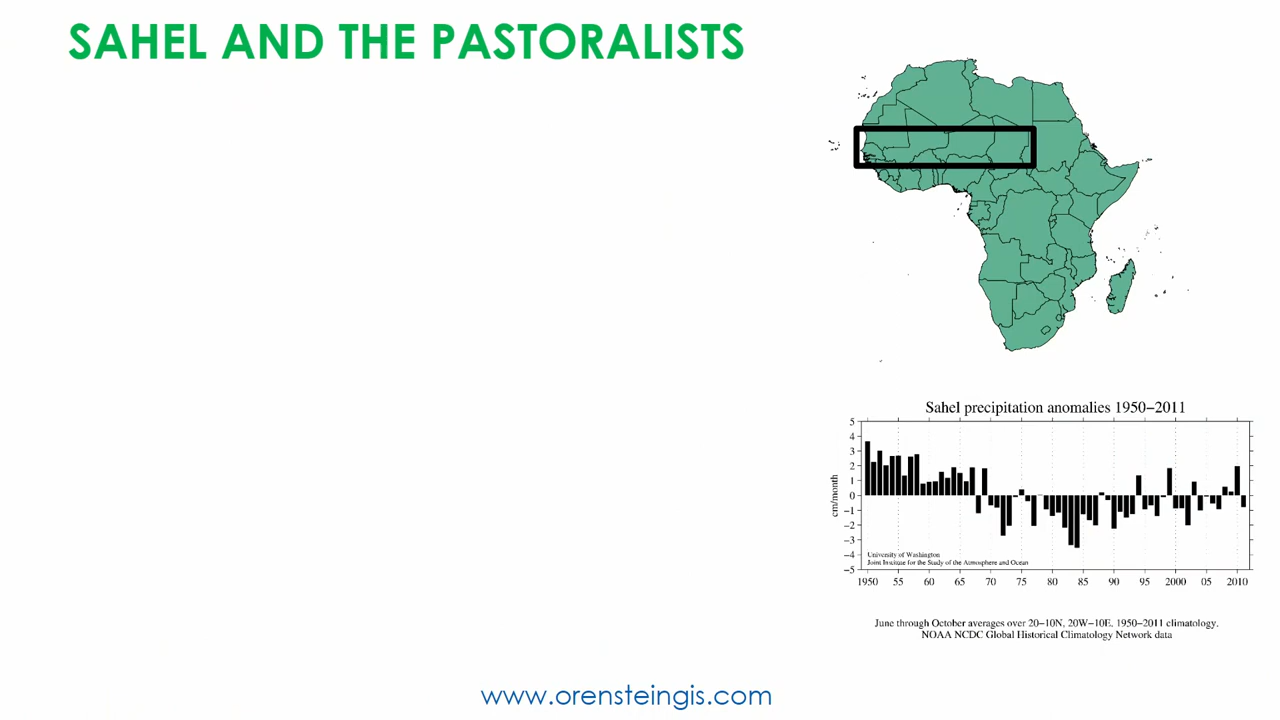 SAHEL AND THE PASTORALISTS
Sahel precipitation anomalies 1950–2011
5
4
3
2
1
0
−1
−2
−3
−4
−5
cm/month
University of Washington
Joint Institute for the Study of the Atmosphere and Ocean
1950 55 60 65 70 75 80 85 90 95 2000 05 2010
June through October averages over 20–10N, 20W–10E, 1950–2011 climatology.
NOAA NCDC Global Historical Climatology Network data
www.orensteingis.com